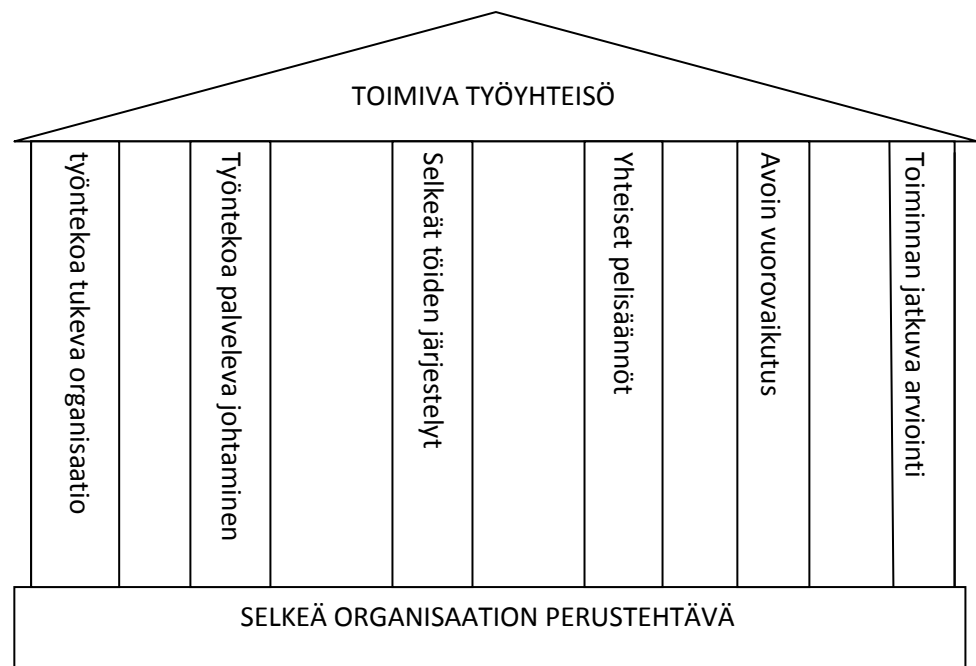 TOIMIVA TYÖYHTEISÖ
työntekoa tukeva organisaatio
Työntekoa palveleva johtaminen
Selkeät töiden järjestelyt
Yhteiset pelisäännöt
Avoin vuorovaikutus
Toiminnan jatkuva arviointi
SELKEÄ ORGANISAATION PERUSTEHTÄVÄ